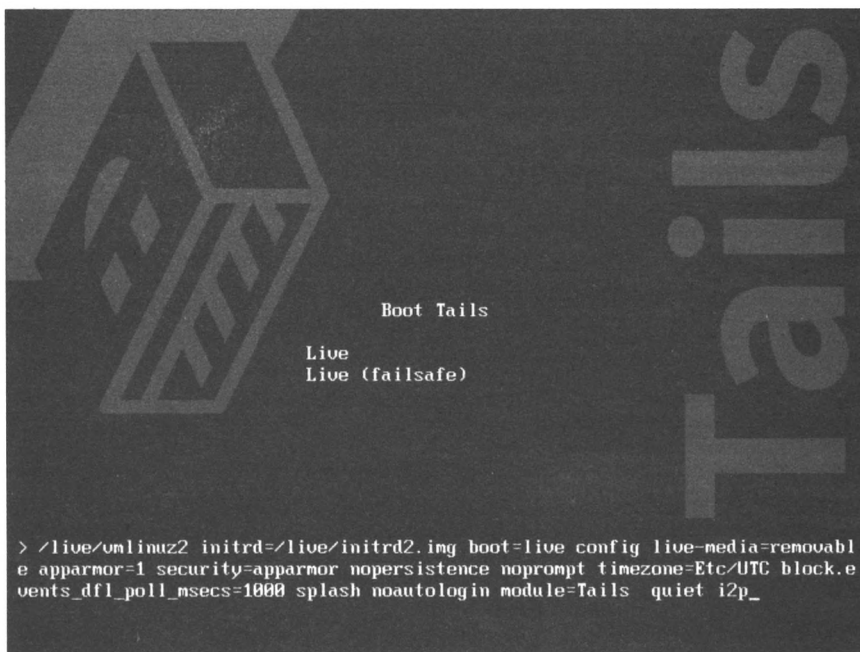 Tails
Boot Tails
Live
Live (failsafe)
> /live/vmlinuz2 initrd=/live/initrd2.img boot=live config live-media=removabl
e apparmor=1 security=apparmor nopersistence noprompt timezone=Etc/UTC block.e
vents_dfl_poll_msecs=1000 splash noautologin module=Tails  quiet i2p_